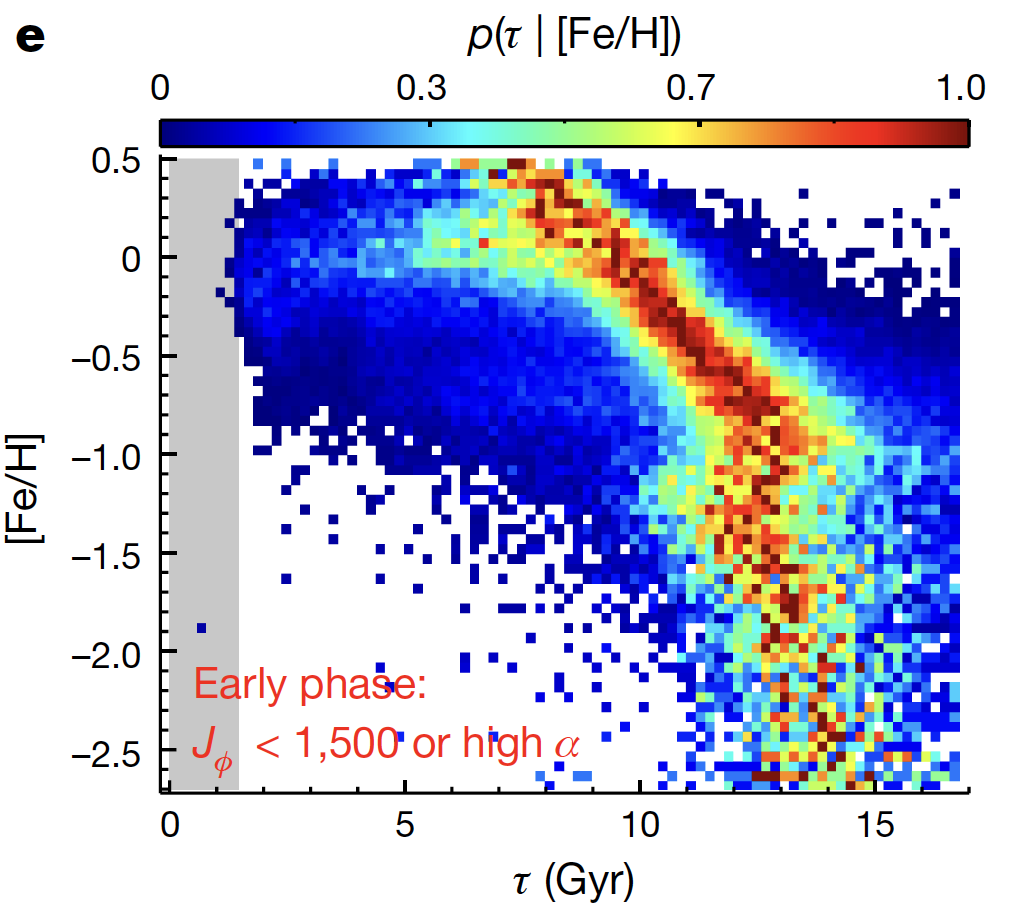 e
p(τ | [Fe/H])
0 0.3 0.7 1.0
0.5
0
−0.5
−1.0
−1.5
−2.0
−2.5
[Fe/H]
Early phase:
Jϕ < 1,500 or high α
0 5 10 15
τ (Gyr)